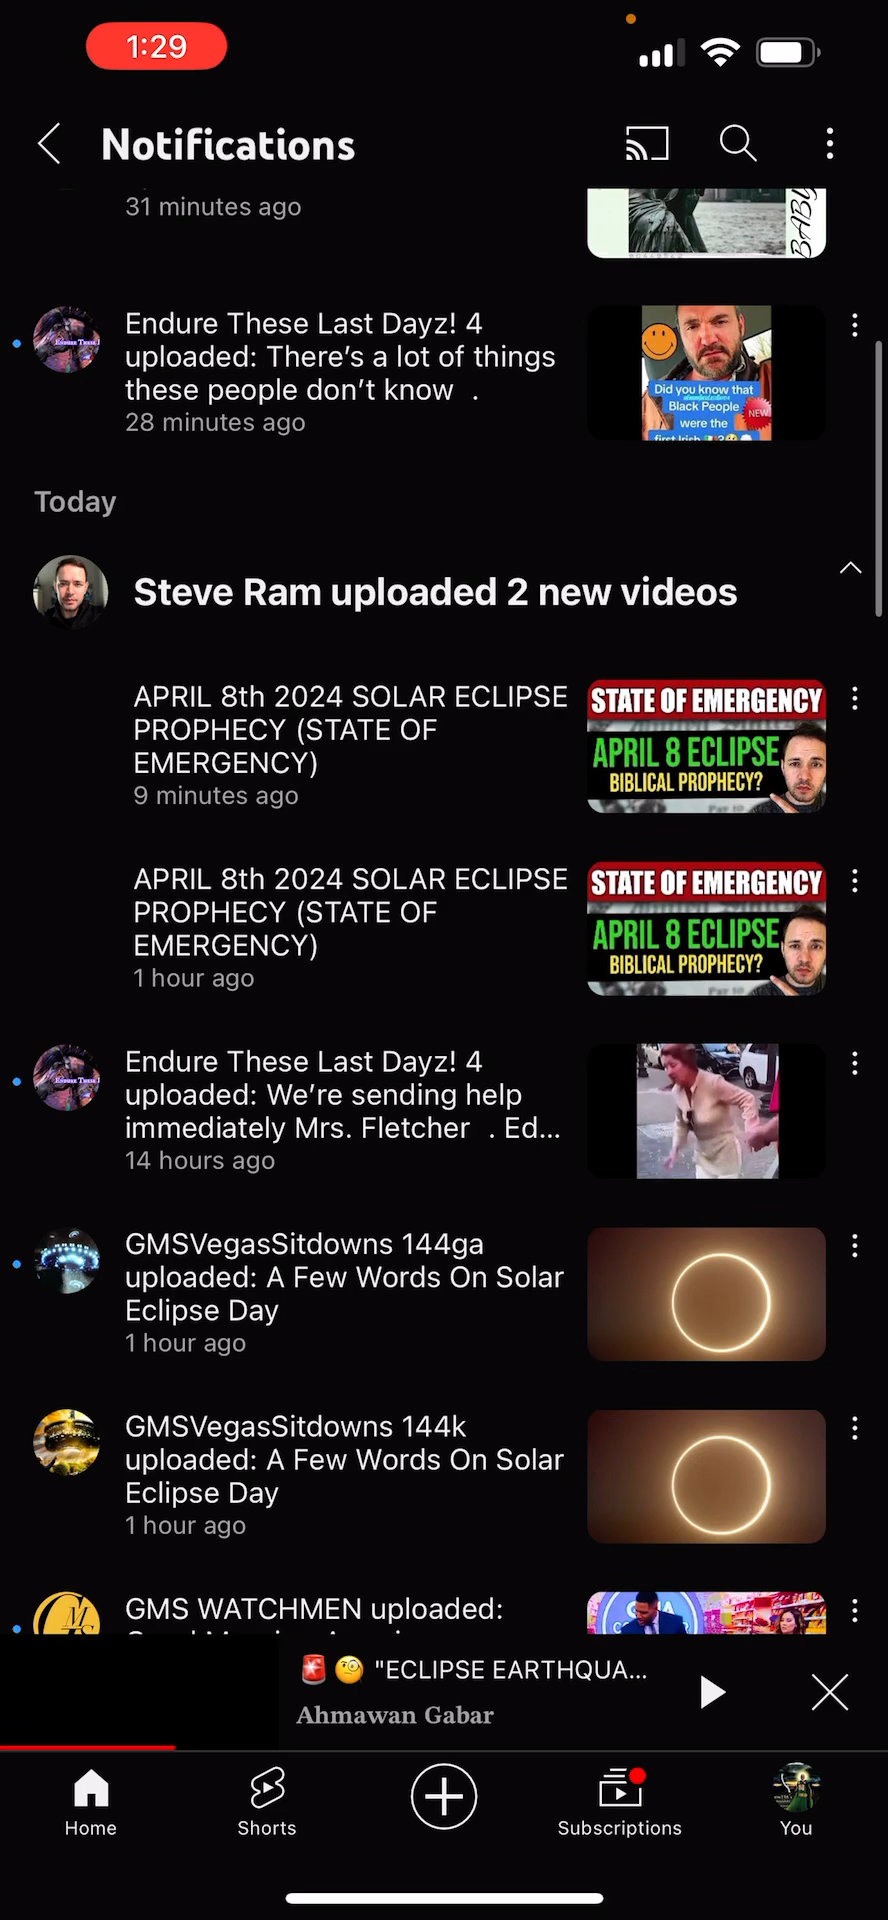 1:29
Notifications
31 minutes ago
BABY
Endure These Last Dayz! 4
uploaded: There's a lot of things
these people don't know .
28 minutes ago
Did you know that
Black People
were the
first Irish
NEW
Today
Steve Ram uploaded 2 new videos
APRIL 8th 2024 SOLAR ECLIPSE
PROPHECY (STATE OF
EMERGENCY)
9 minutes ago
STATE OF EMERGENCY
APRIL 8 ECLIPSE
BIBLICAL PROPHECY?
APRIL 8th 2024 SOLAR ECLIPSE
PROPHECY (STATE OF
EMERGENCY)
1 hour ago
STATE OF EMERGENCY
APRIL 8 ECLIPSE
BIBLICAL PROPHECY?
Endure These Last Dayz! 4
uploaded: We're sending help
immediately Mrs. Fletcher . Ed...
14 hours ago
GMSVegasSitdowns 144ga
uploaded: A Few Words On Solar
Eclipse Day
1 hour ago
GMSVegasSitdowns 144k
uploaded: A Few Words On Solar
Eclipse Day
1 hour ago
GMS WATCHMEN uploaded:
"ECLIPSE EARTHQUA...
Ahmawan Gabar
Home
Shorts
Subscriptions
You